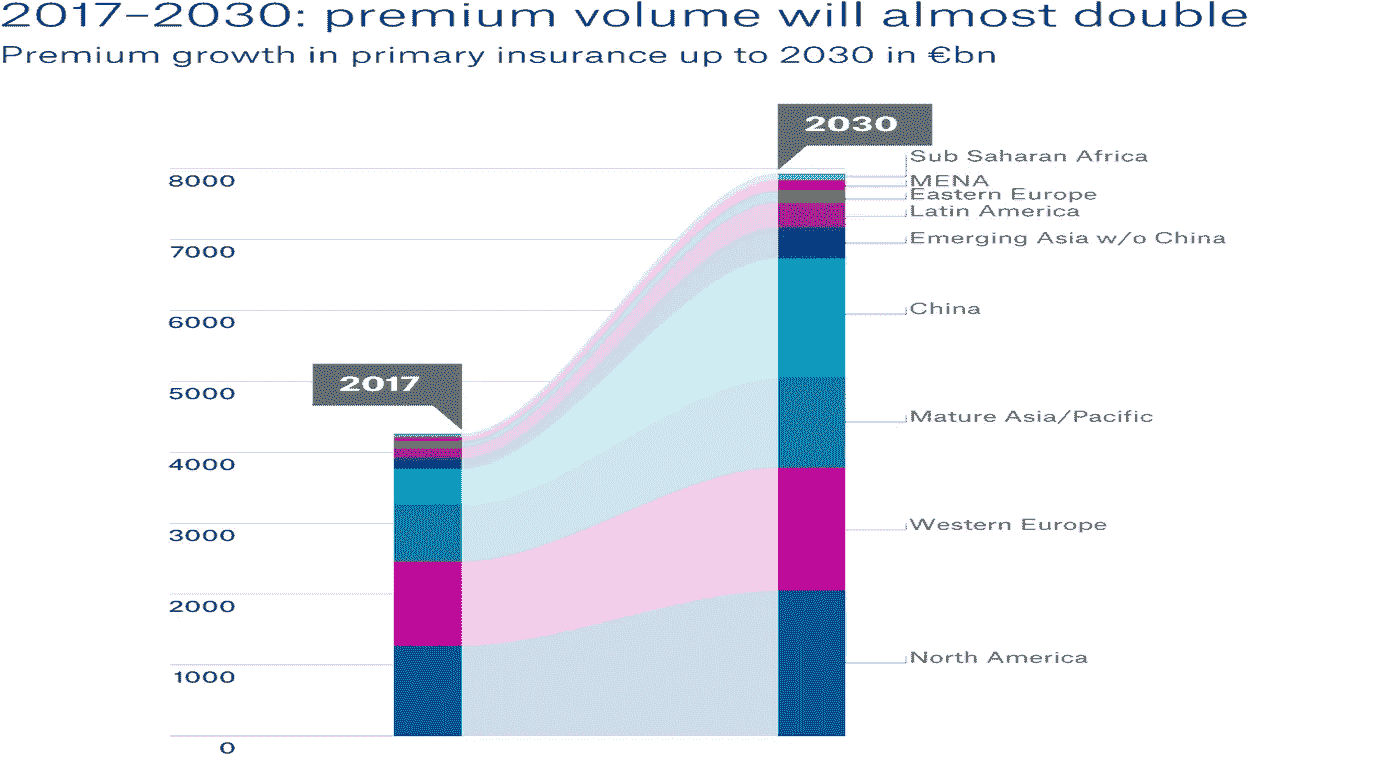 2017–2030: premium volume will almost double
Premium growth in primary insurance up to 2030 in €bn
2030
Sub Saharan Africa
8000
MENA
Eastern Europe
Latin America
Emerging Asia w/o China
7000
China
6000
2017
5000
Mature Asia/Pacific
4000
3000
Western Europe
2000
North America
1000
0